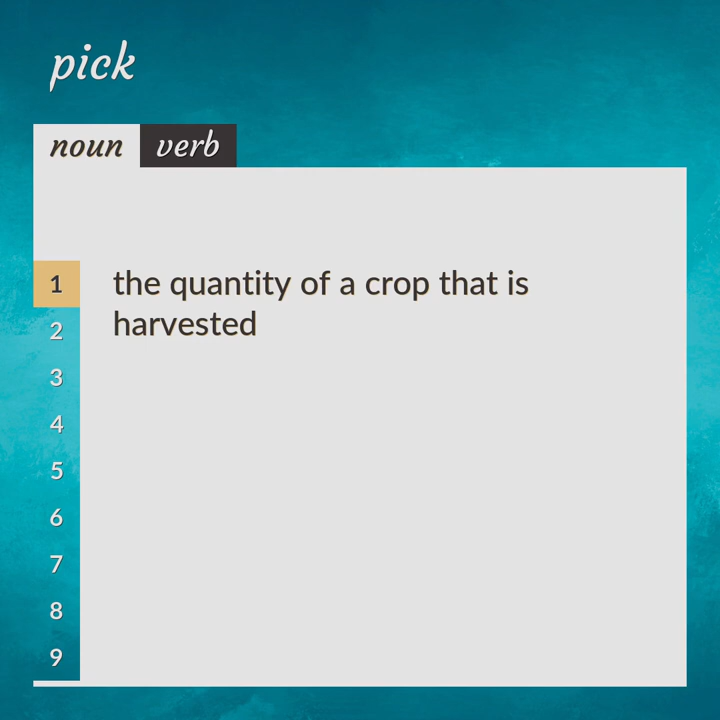 pick
noun verb
1
the quantity of a crop that is
harvested
2
3
4
5
6
7
8
9